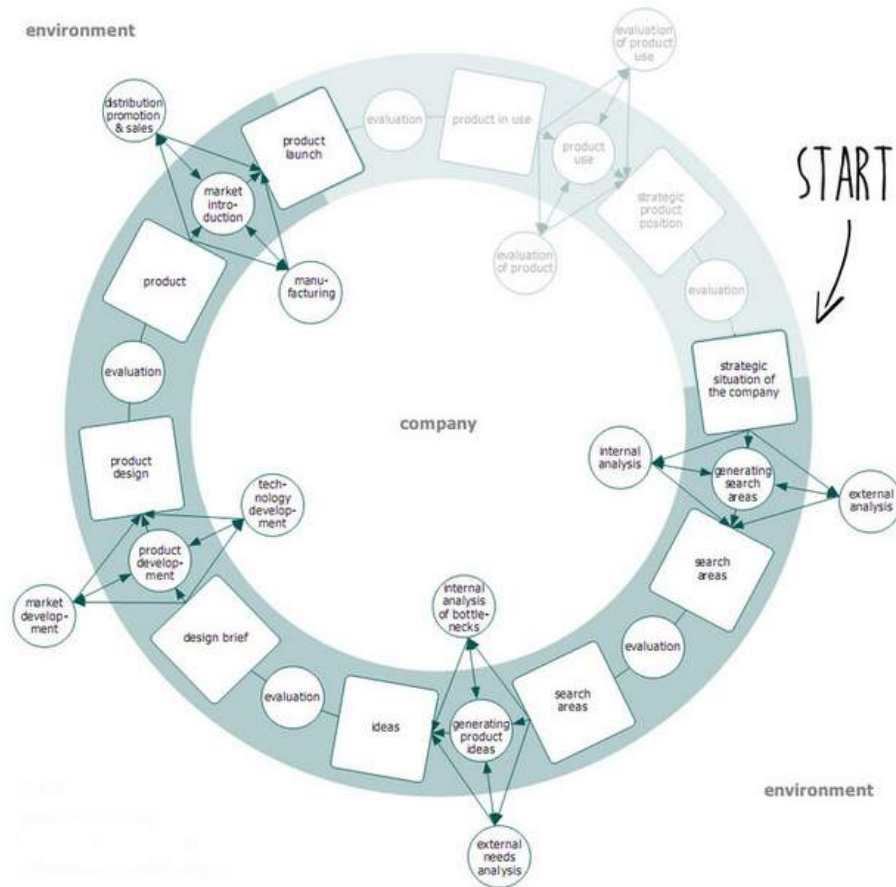 environment
evaluation
of product
use
distribution
promotion
& sales
product
launch
evaluation
product in use
product
use
START
market
intro-
duction
strategic
product
position
evaluation
of product
product
manu-
facturing
evaluation
evaluation
strategic
situation of
the company
company
product
design
internal
analysis
generating
search
areas
external
analysis
tech-
nology
develop-
ment
product
develop-
ment
search
areas
market
develop-
ment
internal
analysis
of bottle-
necks
design brief
evaluation
evaluation
search
areas
ideas
generating
product
ideas
environment
external
needs
analysis